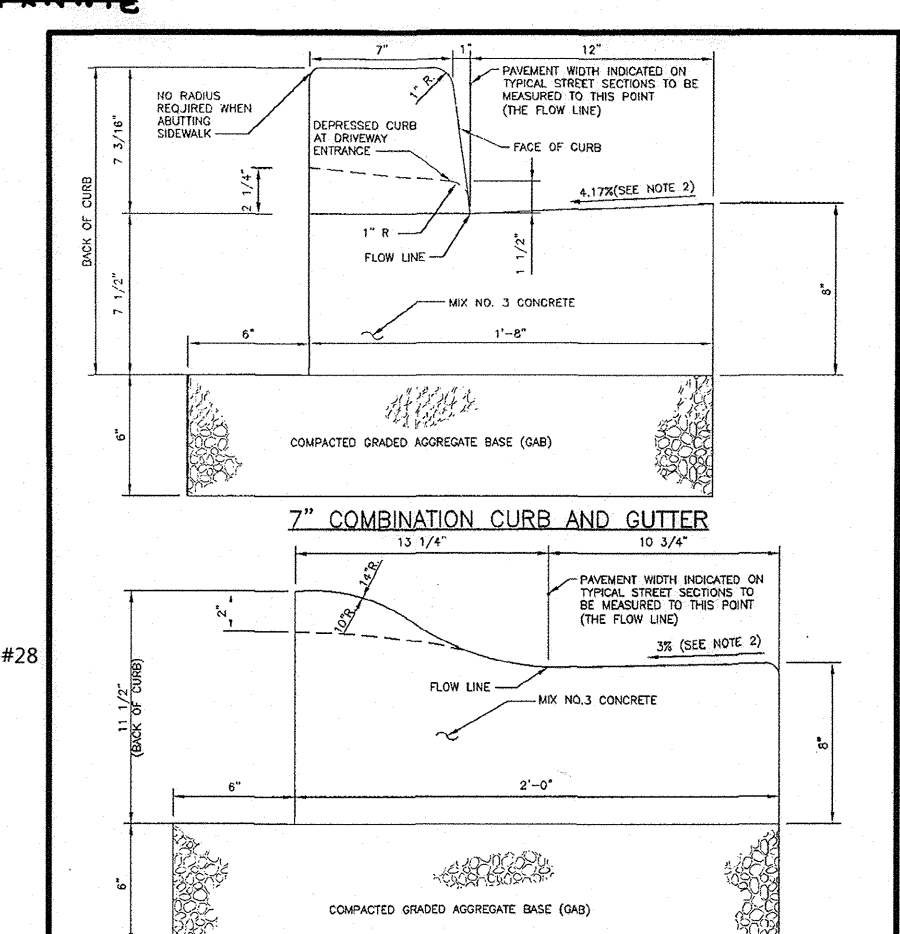 7" 1" 12"
NO RADIUS
REQUIRED WHEN
ABUTTING
SIDEWALK
1" R.
PAVEMENT WIDTH INDICATED ON
TYPICAL STREET SECTIONS TO BE
MEASURED TO THIS POINT
(THE FLOW LINE)
DEPRESSED CURB
AT DRIVEWAY
ENTRANCE
FACE OF CURB
7 3/16"
2 1/4"
4.17%(SEE NOTE 2)
BACK OF CURB
1" R
FLOW LINE
1 1/2"
7 1/2"
8"
MIX NO. 3 CONCRETE
6" 1'-8"
6"
COMPACTED GRADED AGGREGATE BASE (GAB)
7" COMBINATION CURB AND GUTTER
13 1/4" 10 3/4"
14"R.
10"R.
2"
PAVEMENT WIDTH INDICATED ON
TYPICAL STREET SECTIONS TO
BE MEASURED TO THIS POINT
(THE FLOW LINE)
#28
3% (SEE NOTE 2)
FLOW LINE
11 1/2"
(BACK OF CURB)
MIX NO.3 CONCRETE
8"
6" 2'-0"
6"
COMPACTED GRADED AGGREGATE BASE (GAB)